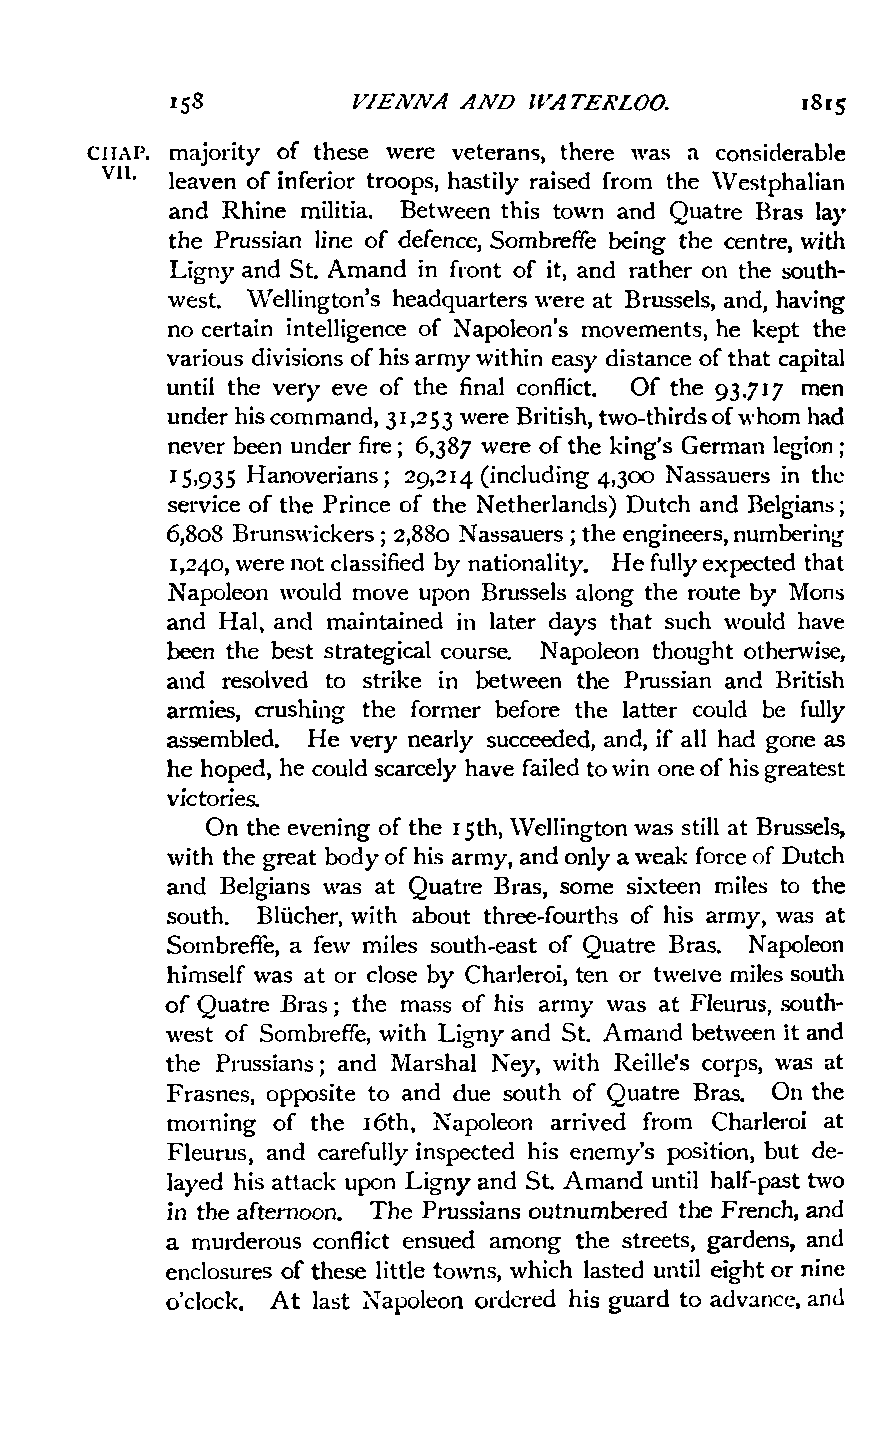 158 VIENNA AND WATERLOO. 1815
CHAP. majority of these were veterans, there was a considerable
VII. leaven of inferior troops, hastily raised from the Westphalian
and Rhine militia. Between this town and Quatre Bras lay
the Prussian line of defence, Sombreffe being the centre, with
Ligny and St. Amand in front of it, and rather on the south-
west. Wellington's headquarters were at Brussels, and, having
no certain intelligence of Napoleon's movements, he kept the
various divisions of his army within easy distance of that capital
until the very eve of the final conflict. Of the 93,717 men
under his command, 31,253 were British, two-thirds of whom had
never been under fire; 6,387 were of the king's German legion;
15,935 Hanoverians; 29,214 (including 4,300 Nassauers in the
service of the Prince of the Netherlands) Dutch and Belgians;
6,808 Brunswickers; 2,880 Nassauers; the engineers, numbering
1,240, were not classified by nationality. He fully expected that
Napoleon would move upon Brussels along the route by Mons
and Hal, and maintained in later days that such would have
been the best strategical course. Napoleon thought otherwise,
and resolved to strike in between the Prussian and British
armies, crushing the former before the latter could be fully
assembled. He very nearly succeeded, and, if all had gone as
he hoped, he could scarcely have failed to win one of his greatest
victories.
On the evening of the 15th, Wellington was still at Brussels,
with the great body of his army, and only a weak force of Dutch
and Belgians was at Quatre Bras, some sixteen miles to the
south. Blücher, with about three-fourths of his army, was at
Sombreffe, a few miles south-east of Quatre Bras. Napoleon
himself was at or close by Charleroi, ten or twelve miles south
of Quatre Bras; the mass of his army was at Fleurus, south-
west of Sombreffe, with Ligny and St. Amand between it and
the Prussians; and Marshal Ney, with Reille's corps, was at
Frasnes, opposite to and due south of Quatre Bras. On the
morning of the 16th, Napoleon arrived from Charleroi at
Fleurus, and carefully inspected his enemy's position, but de-
layed his attack upon Ligny and St. Amand until half-past two
in the afternoon. The Prussians outnumbered the French, and
a murderous conflict ensued among the streets, gardens, and
enclosures of these little towns, which lasted until eight or nine
o'clock. At last Napoleon ordered his guard to advance, and